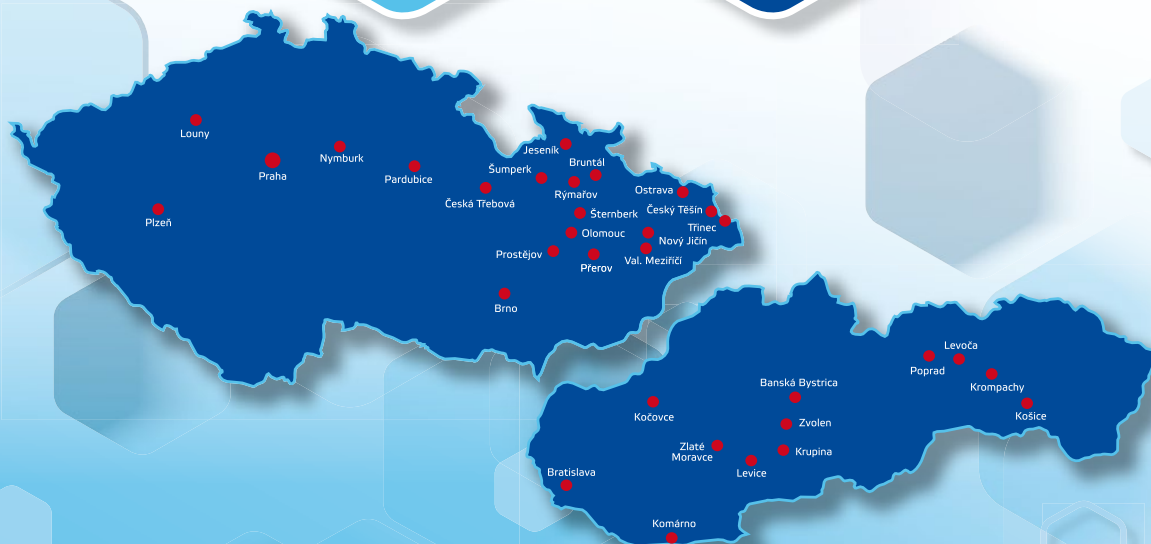 Louny
Praha
Nymburk
Pardubice
Plzeň
Česká Třebová
Jeseník
Šumperk
Bruntál
Rýmařov
Šternberk
Olomouc
Prostějov
Přerov
Ostrava
Český Těšín
Třinec
Nový Jičín
Val. Meziříčí
Brno
Levoča
Poprad
Krompachy
Košice
Banská Bystrica
Kočovce
Zvolen
Zlaté
Moravce
Krupina
Levice
Bratislava
Komárno